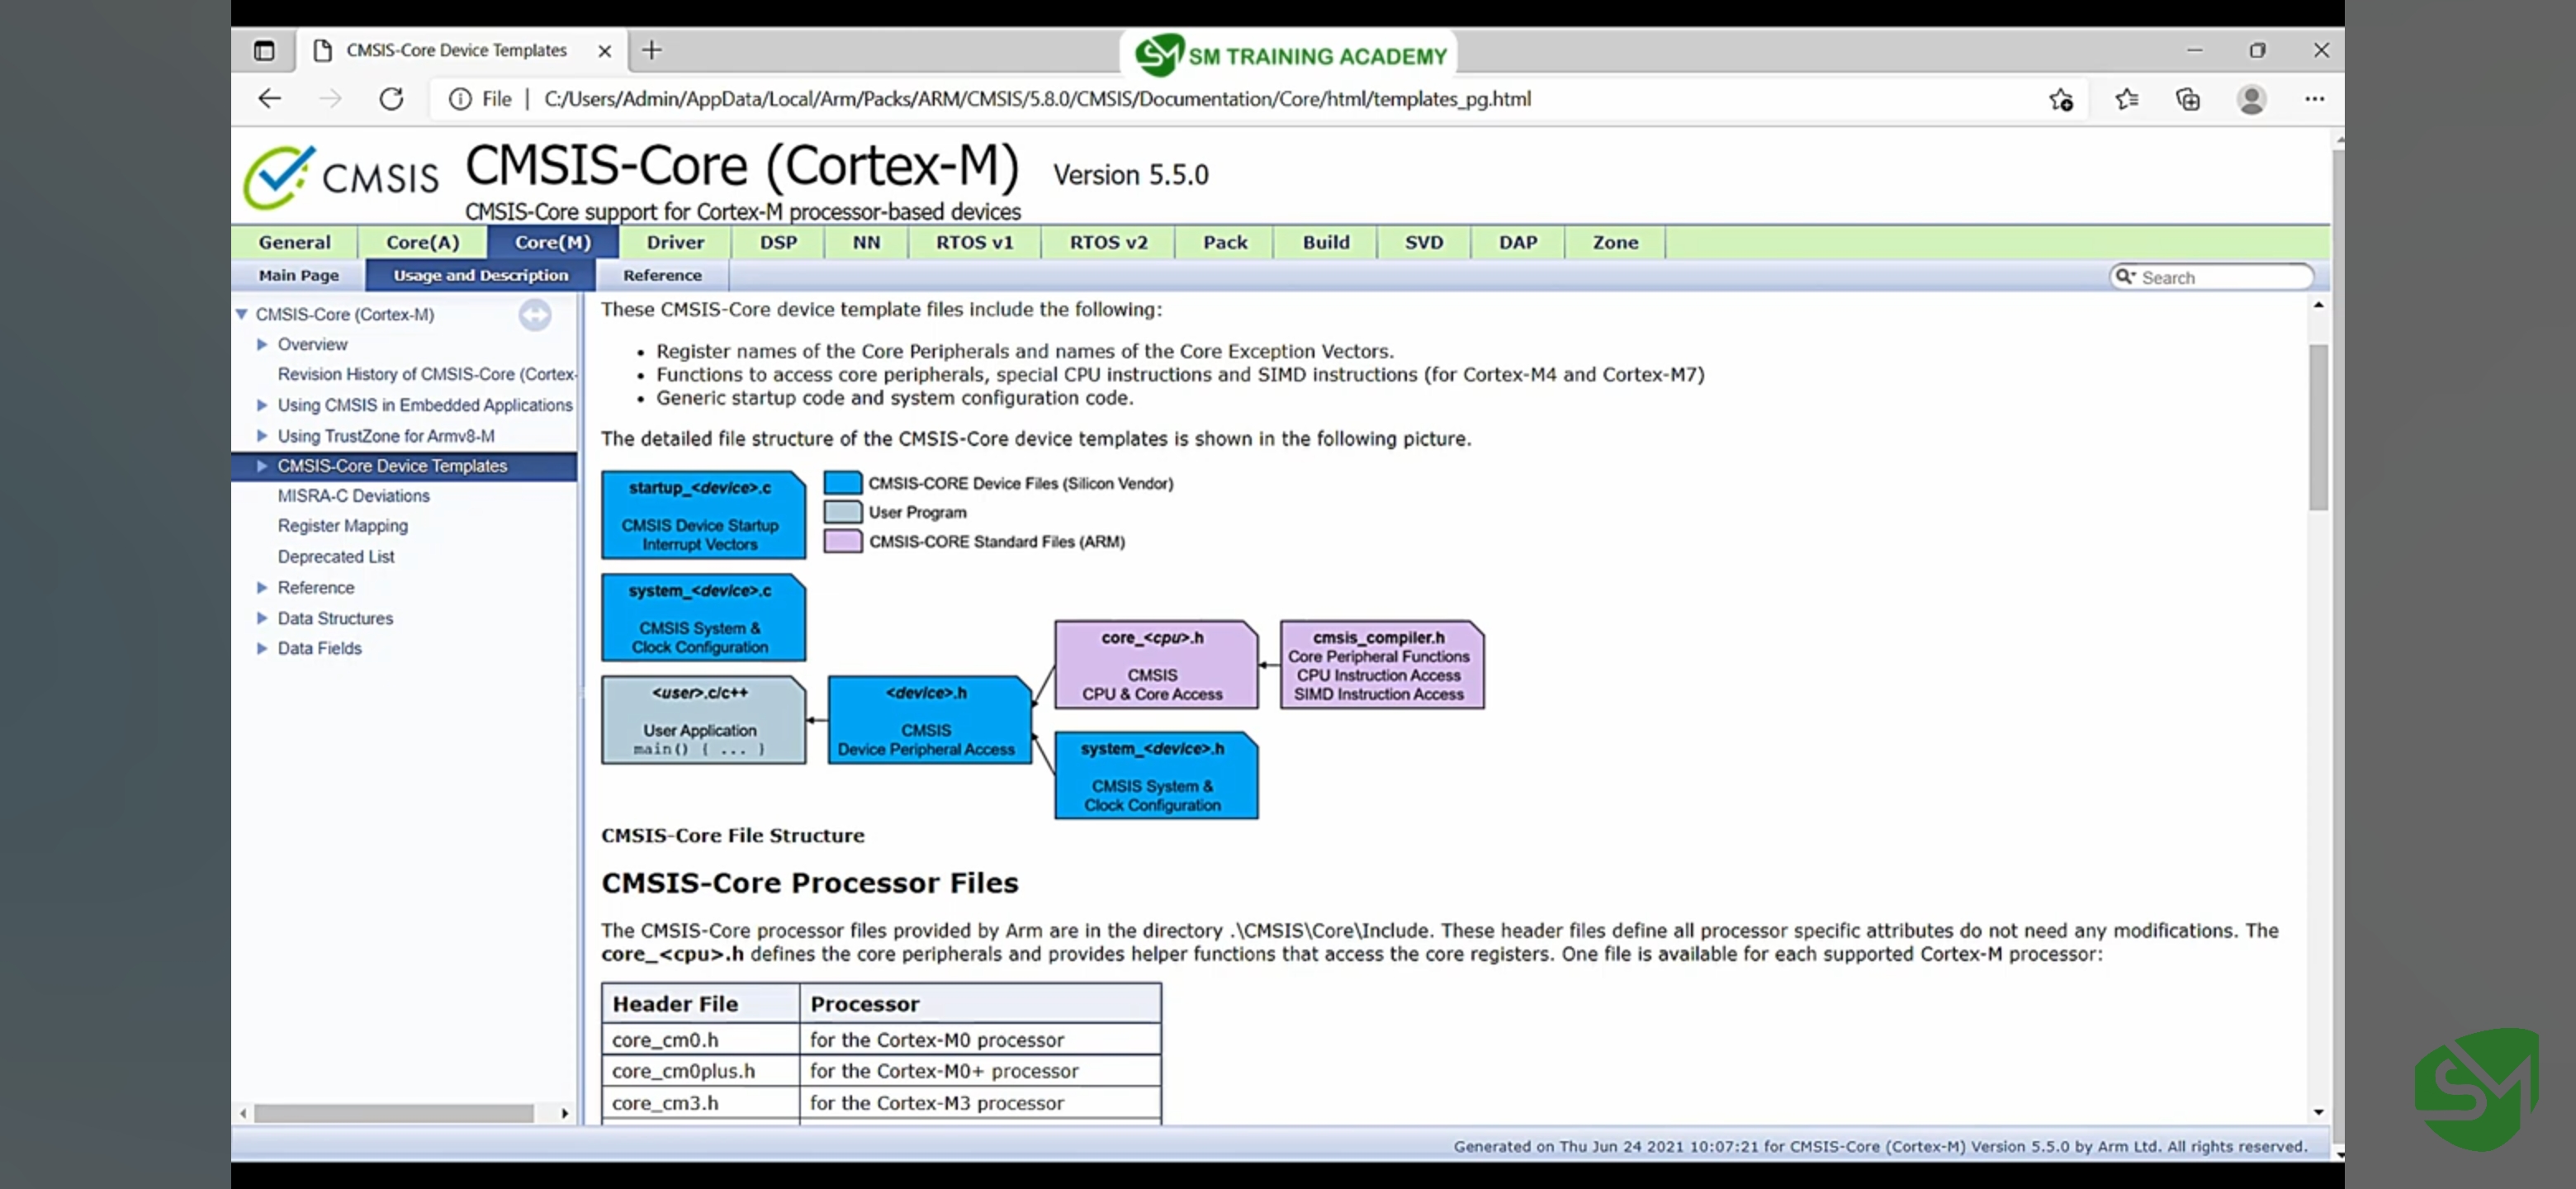 CMSIS-Core Device Templates
SM TRAINING ACADEMY
File | C:/Users/Admin/AppData/Local/Arm/Packs/ARM/CMSIS/5.8.0/CMSIS/Documentation/Core/html/templates_pg.html
CMSIS
CMSIS-Core (Cortex-M) Version 5.5.0
CMSIS-Core support for Cortex-M processor-based devices
General Core(A) Core(M) Driver DSP NN RTOS v1 RTOS v2 Pack Build SVD DAP Zone
Main Page Usage and Description Reference
Search
CMSIS-Core (Cortex-M)
Overview
Revision History of CMSIS-Core (Cortex-
Using CMSIS in Embedded Applications
Using TrustZone for Armv8-M
CMSIS-Core Device Templates
MISRA-C Deviations
Register Mapping
Deprecated List
Reference
Data Structures
Data Fields
These CMSIS-Core device template files include the following:
• Register names of the Core Peripherals and names of the Core Exception Vectors.
• Functions to access core peripherals, special CPU instructions and SIMD instructions (for Cortex-M4 and Cortex-M7)
• Generic startup code and system configuration code.
The detailed file structure of the CMSIS-Core device templates is shown in the following picture.
startup_<device>.c
CMSIS Device Startup
Interrupt Vectors
CMSIS-CORE Device Files (Silicon Vendor)
User Program
CMSIS-CORE Standard Files (ARM)
system_<device>.c
CMSIS System &
Clock Configuration
<user>.c/c++
User Application
main() { ... }
<device>.h
CMSIS
Device Peripheral Access
core_<cpu>.h
CMSIS
CPU & Core Access
cmsis_compiler.h
Core Peripheral Functions
CPU Instruction Access
SIMD Instruction Access
system_<device>.h
CMSIS System &
Clock Configuration
CMSIS-Core File Structure
CMSIS-Core Processor Files
The CMSIS-Core processor files provided by Arm are in the directory .\CMSIS\Core\Include. These header files define all processor specific attributes do not need any modifications. The
core_<cpu>.h defines the core peripherals and provides helper functions that access the core registers. One file is available for each supported Cortex-M processor:
Header File Processor
core_cm0.h for the Cortex-M0 processor
core_cm0plus.h for the Cortex-M0+ processor
core_cm3.h for the Cortex-M3 processor
Generated on Thu Jun 24 2021 10:07:21 for CMSIS-Core (Cortex-M) Version 5.5.0 by Arm Ltd. All rights reserved.
SM